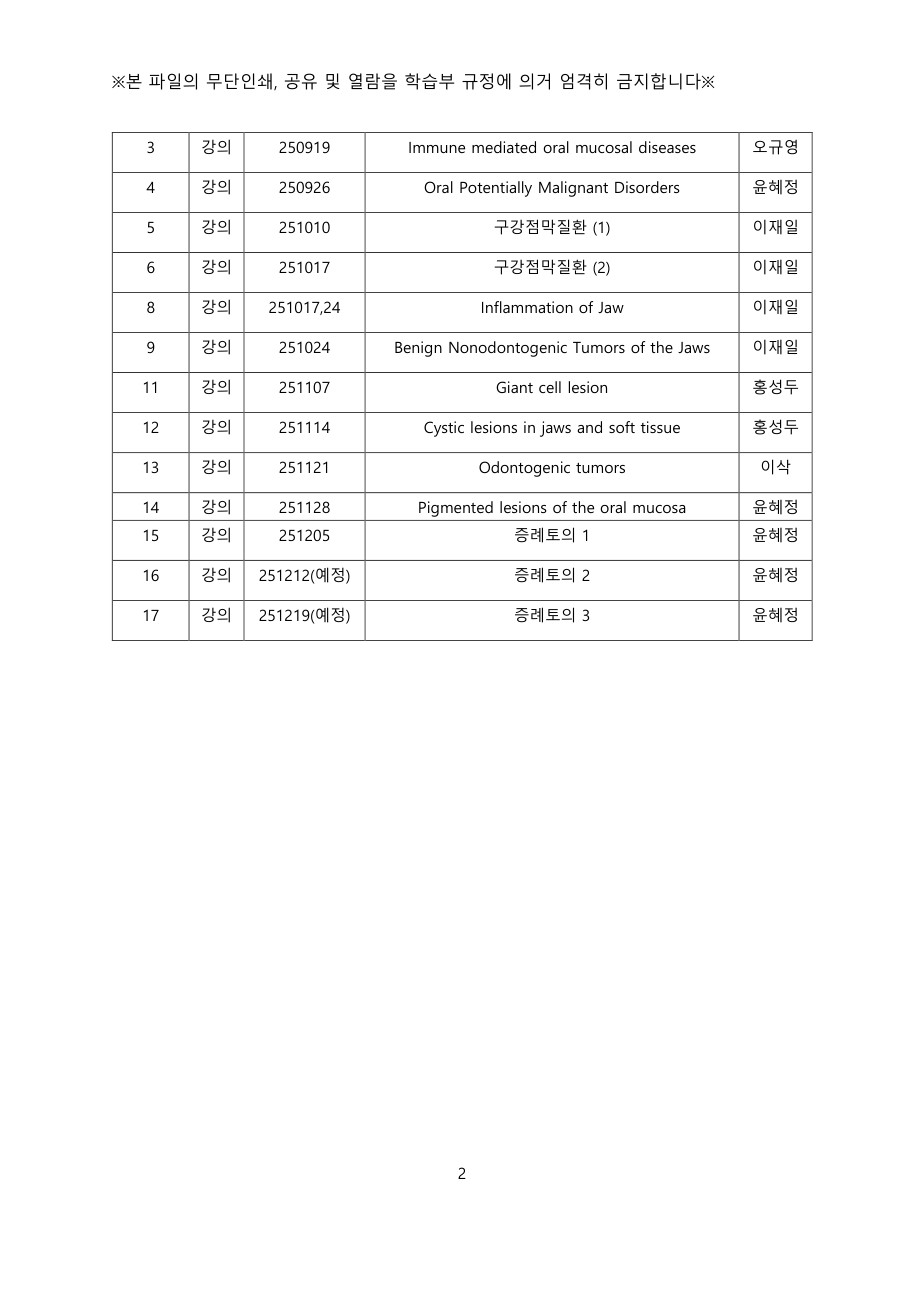 ※본 파일의 무단인쇄, 공유 및 열람을 학습부 규정에 의거 엄격히 금지합니다※
3 강의 250919 Immune mediated oral mucosal diseases 오규영
4 강의 250926 Oral Potentially Malignant Disorders 윤혜정
5 강의 251010 구강점막질환 (1) 이재일
6 강의 251017 구강점막질환 (2) 이재일
8 강의 251017,24 Inflammation of Jaw 이재일
9 강의 251024 Benign Nonodontogenic Tumors of the Jaws 이재일
11 강의 251107 Giant cell lesion 홍성두
12 강의 251114 Cystic lesions in jaws and soft tissue 홍성두
13 강의 251121 Odontogenic tumors 이삭
14 강의 251128 Pigmented lesions of the oral mucosa 윤혜정
15 강의 251205 증례토의 1 윤혜정
16 강의 251212(예정) 증례토의 2 윤혜정
17 강의 251219(예정) 증례토의 3 윤혜정
2